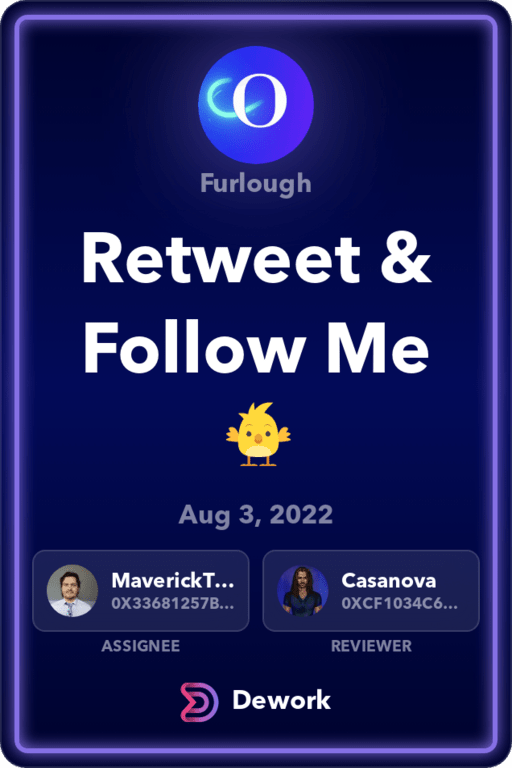 Furlough
Retweet &
Follow Me
Aug 3, 2022
MaverickT...
0X33681257B...
ASSIGNEE
Casanova
0XCF1034C6...
REVIEWER
Dework